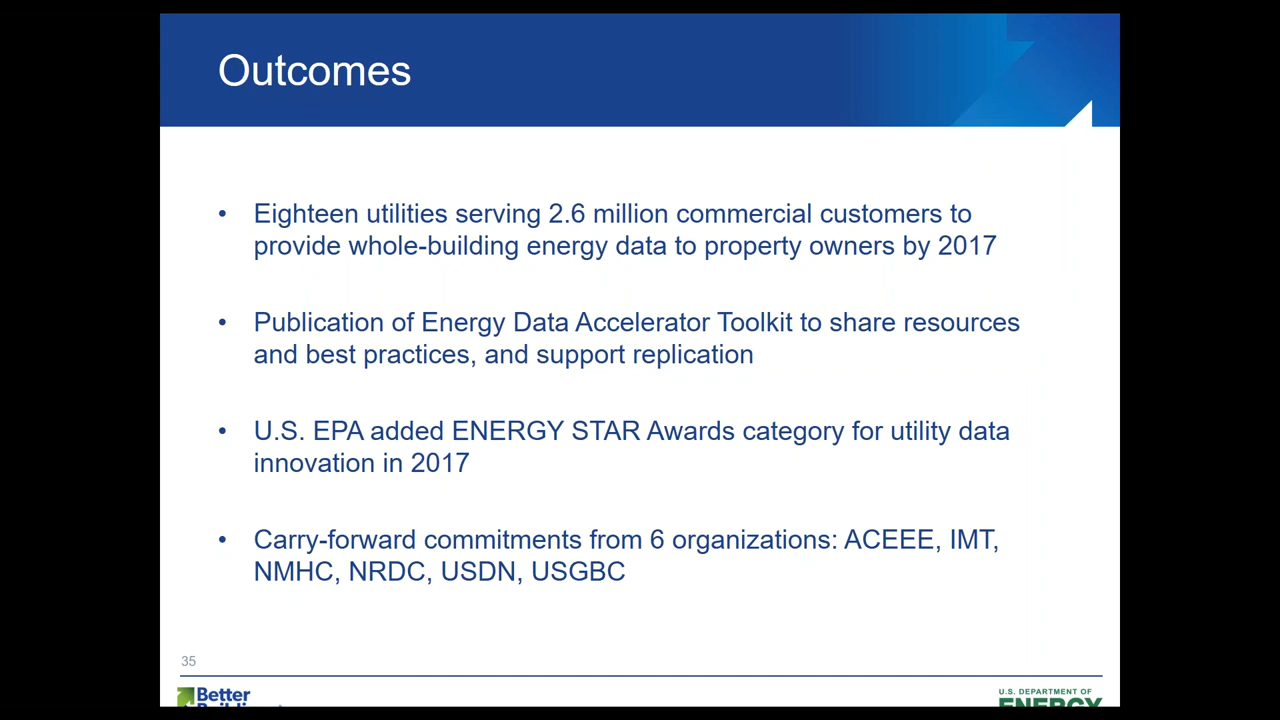 Outcomes
• Eighteen utilities serving 2.6 million commercial customers to
provide whole-building energy data to property owners by 2017
• Publication of Energy Data Accelerator Toolkit to share resources
and best practices, and support replication
• U.S. EPA added ENERGY STAR Awards category for utility data
innovation in 2017
• Carry-forward commitments from 6 organizations: ACEEE, IMT,
NMHC, NRDC, USDN, USGBC
35
Better
U.S. DEPARTMENT OF
ENERGY